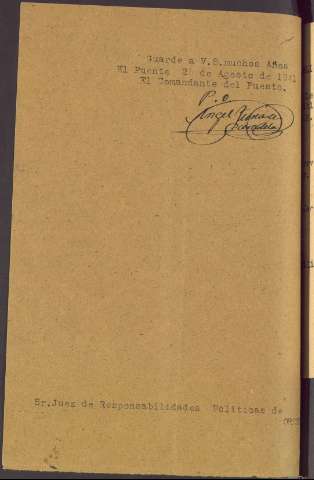 Guarde a V.S.muchos Años
El Puente 2 de Agosto de 1941
El Comandante del Puesto.
P.O
Angel
Sr.Juez de Responsabilidades Politicas de